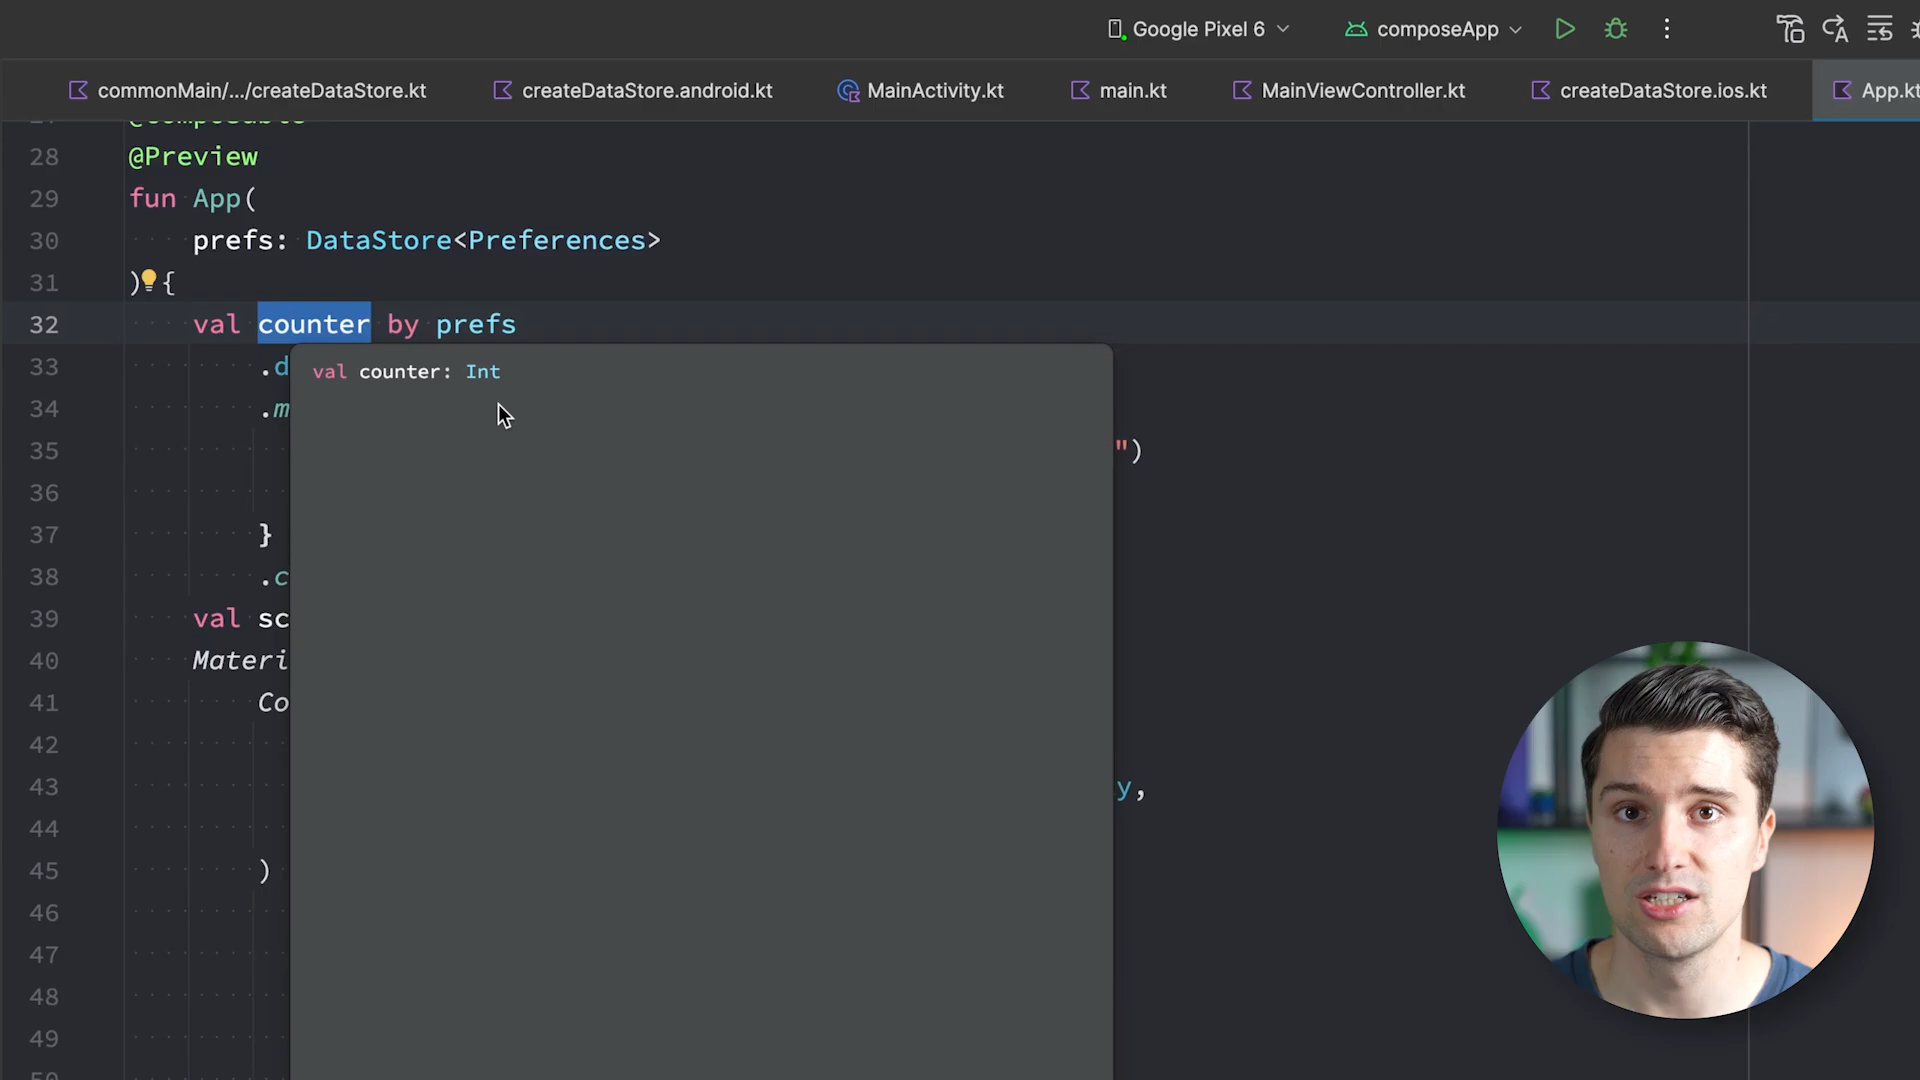 Google Pixel 6 composeApp
commonMain/.../createDataStore.kt createDataStore.android.kt MainActivity.kt main.kt MainViewController.kt createDataStore.ios.kt App.kt
@Composable
28 @Preview
29 fun App(
30 prefs: DataStore<Preferences>
31 ) {
32 val counter by prefs
33 .d
val counter: Int
34 .m
35 ")
36
37 }
38 .c
39 val sc
40 Materi
41 Co
42
43 y,
44
45 )
46
47
48
49
50